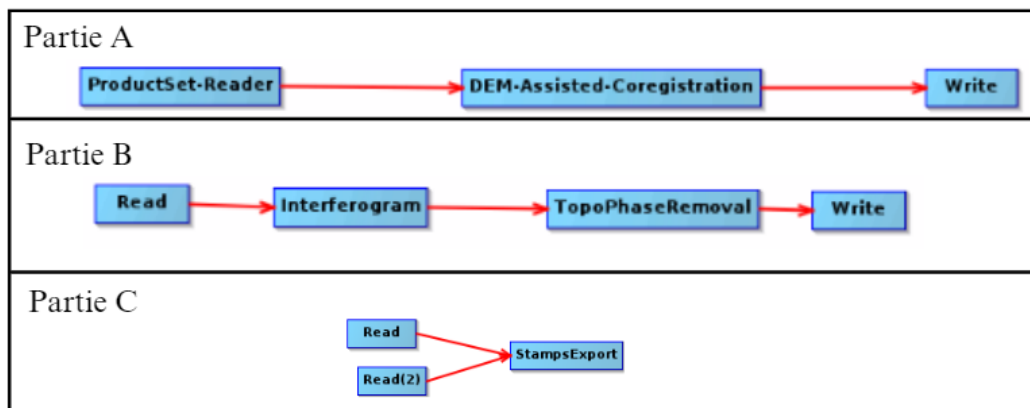 Partie A
ProductSet-Reader DEM-Assisted-Coregistration Write
Partie B
Read Interferogram TopoPhaseRemoval Write
Partie C
Read
StampsExport
Read(2)